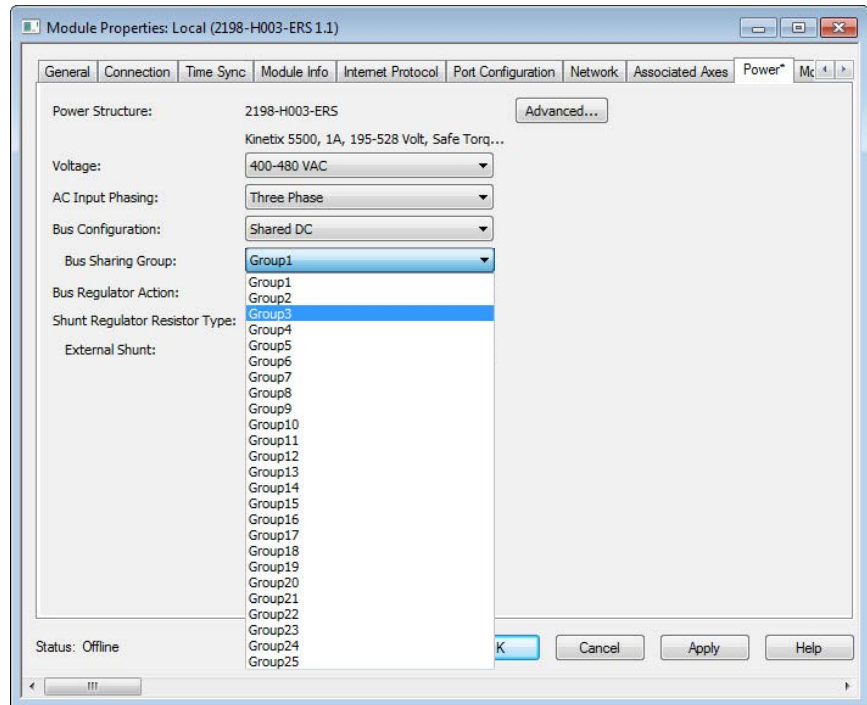 Module Properties: Local (2198-H003-ERS 1.1)
General Connection Time Sync Module Info Internet Protocol Port Configuration Network Associated Axes Power*
Power Structure: 2198-H003-ERS Advanced...
Kinetix 5500, 1A, 195-528 Volt, Safe Torq...
Voltage: 400-480 VAC
AC Input Phasing: Three Phase
Bus Configuration: Shared DC
Bus Sharing Group: Group1
Bus Regulator Action:
Shunt Regulator Resistor Type:
External Shunt:
Group1
Group2
Group3
Group4
Group5
Group6
Group7
Group8
Group9
Group10
Group11
Group12
Group13
Group14
Group15
Group16
Group17
Group18
Group19
Group20
Group21
Group22
Group23
Group24
Group25
Status: Offline K Cancel Apply Help